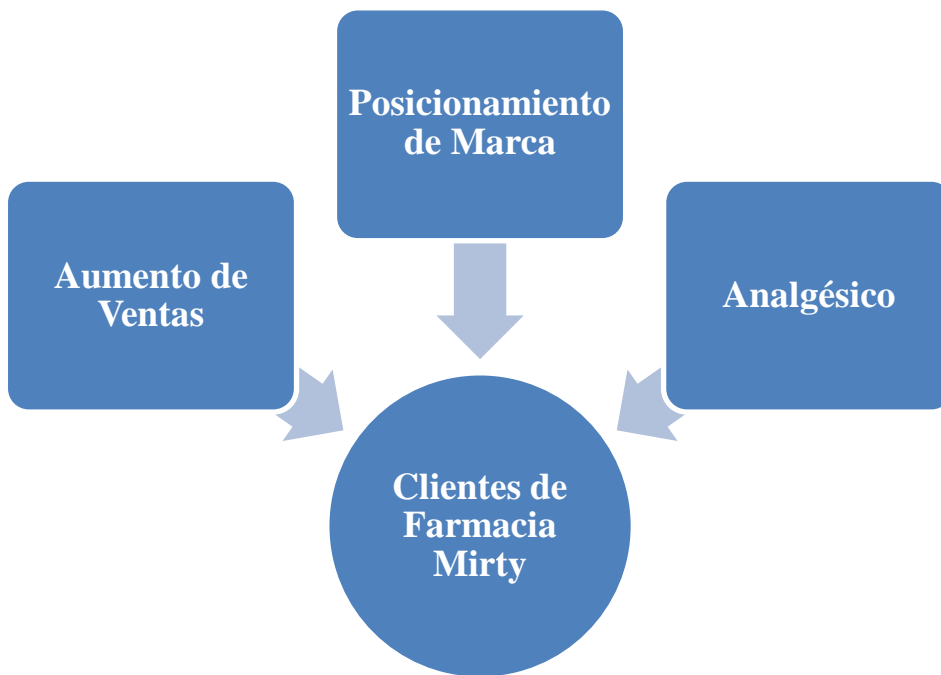 Posicionamiento
de Marca
Aumento de
Ventas
Analgésico
Clientes de
Farmacia
Mirty